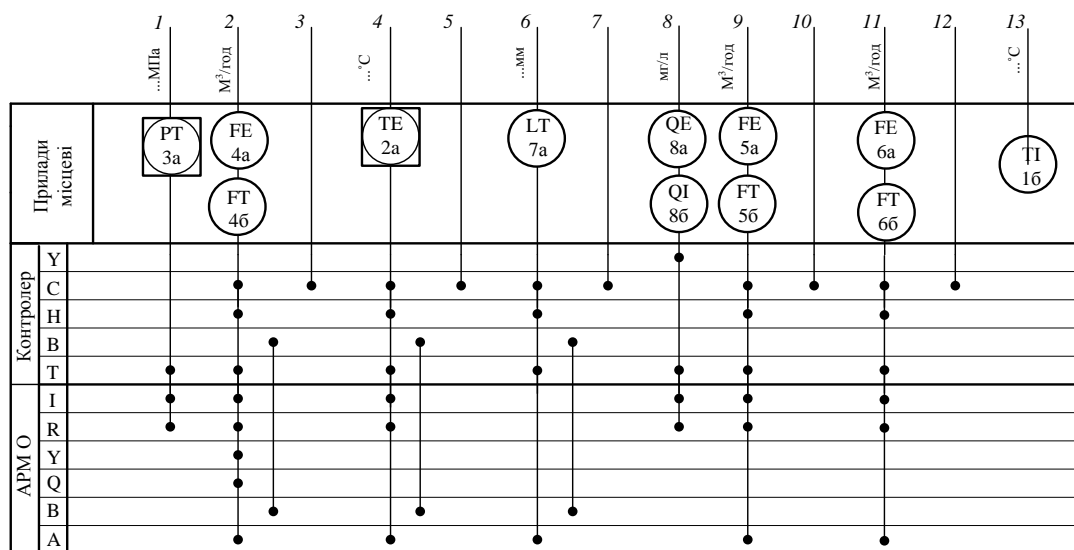 1 2 3 4 5 6 7 8 9 10 11 12 13
...МПа
М³/год
...°С
...мм
мг/л
М³/год
М³/год
...°С
Прилади
місцеві
PT
3а
FE
4а
FT
4б
TE
2а
LT
7а
QE
8а
QI
8б
FE
5а
FT
5б
FE
6а
FT
6б
TI
1б
Контролер
Y
C
H
B
T
АРМ О
I
R
Y
Q
B
A